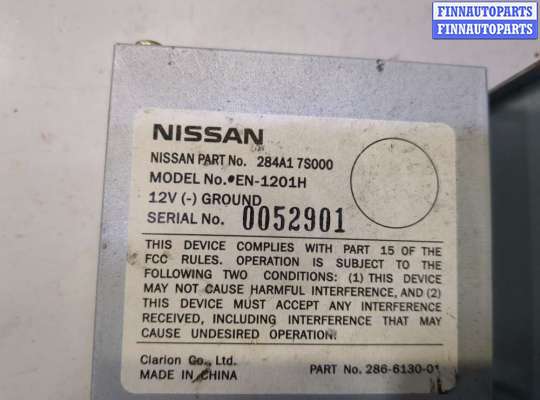 FINNAUTOPARTS
FINNAUTOPARTS
NISSAN
NISSAN PART No. 284A1 7S000
MODEL No. EN-1201H
12V (-) GROUND
SERIAL No. 0052901
THIS DEVICE COMPLIES WITH PART 15 OF THE
FCC RULES. OPERATION IS SUBJECT TO THE
FOLLOWING TWO CONDITIONS: (1) THIS DEVICE
MAY NOT CAUSE HARMFUL INTERFERENCE, AND (2)
THIS DEVICE MUST ACCEPT ANY INTERFERENCE
RECEIVED, INCLUDING INTERFERENCE THAT MAY
CAUSE UNDESIRED OPERATION.
Clarion Co., Ltd.
MADE IN CHINA PART No. 286-6130-01